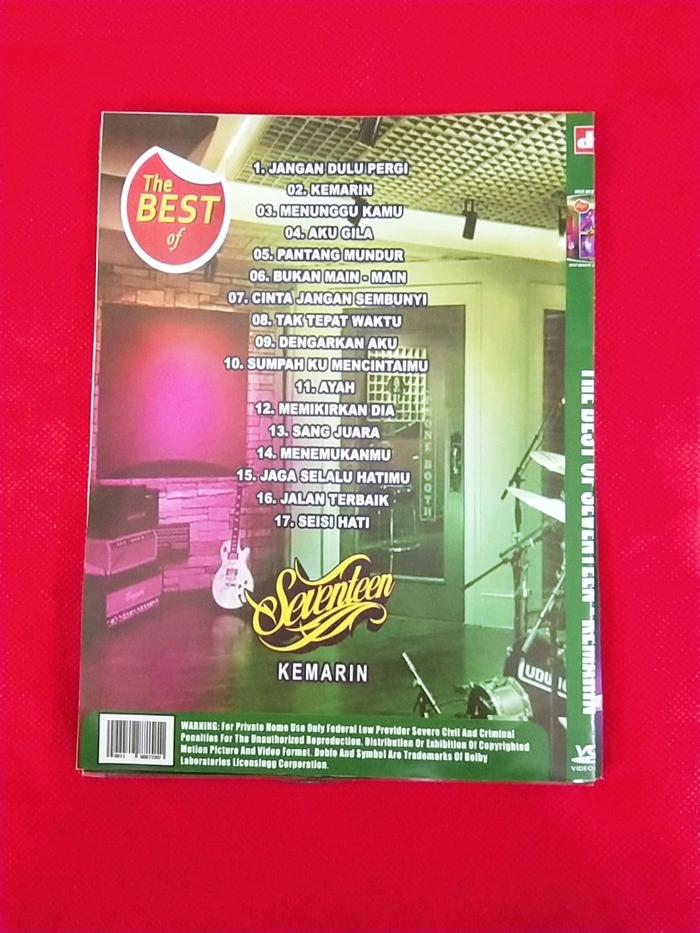 The
BEST
of
1. JANGAN DULU PERGI
02. KEMARIN
03. MENUNGGU KAMU
04. AKU GILA
05. PANTANG MUNDUR
06. BUKAN MAIN - MAIN
07. CINTA JANGAN SEMBUNYI
08. TAK TEPAT WAKTU
09. DENGARKAN AKU
10. SUMPAH KU MENCINTAIMU
11. AYAH
12. MEMIKIRKAN DIA
13. SANG JUARA
14. MENEMUKANMU
15. JAGA SELALU HATIMU
16. JALAN TERBAIK
17. SEISI HATI
PHONE BOOTH
Seventeen
KEMARIN
WARNING: For Private Home Use Only Federal Low Provider Severe Civil And Criminal
Penalties For The Unauthorized Reproduction. Distribution Or Exhibition Of Copyrighted
Motion Picture And Video Format. Doble And Symbol Are Trademarks Of Dolby
Laboratories Licensingg Corporation.
THE BEST OF SEVENTEEN "KEMARIN
VIDEO